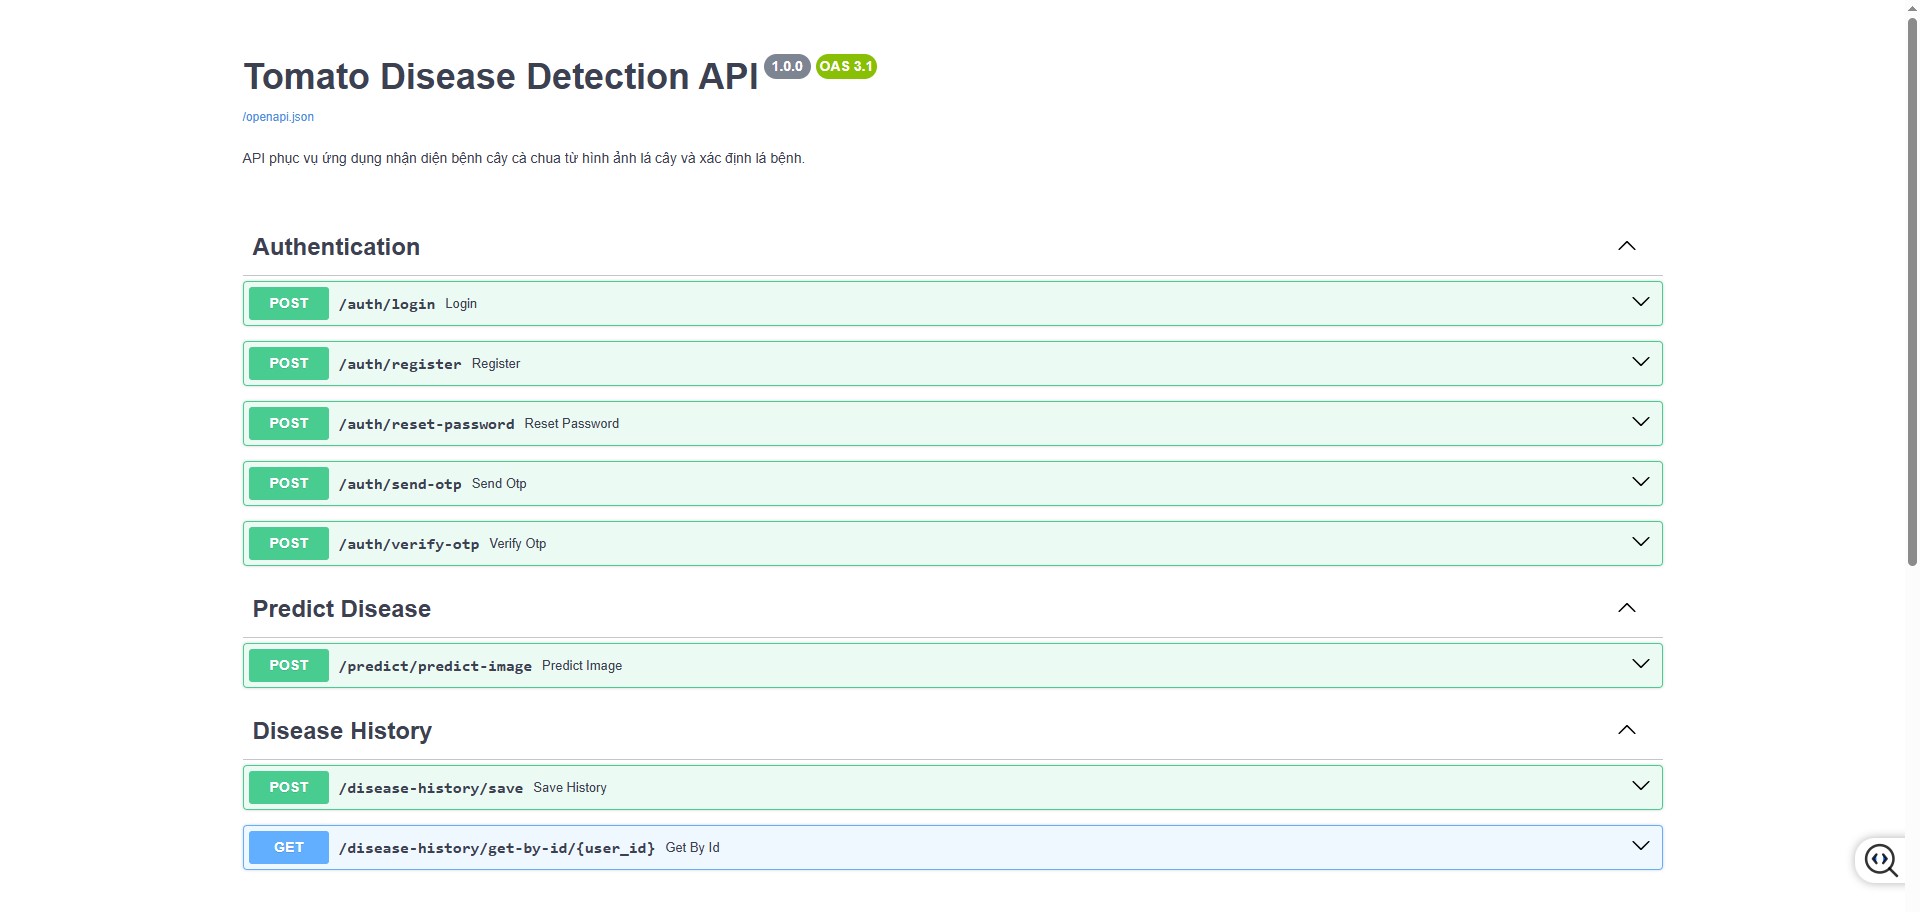 Tomato Disease Detection API 1.0.0 OAS 3.1
/openapi.json
API phục vụ ứng dụng nhận diện bệnh cây cà chua từ hình ảnh lá cây và xác định lá bệnh.
Authentication
POST /auth/login Login
POST /auth/register Register
POST /auth/reset-password Reset Password
POST /auth/send-otp Send Otp
POST /auth/verify-otp Verify Otp
Predict Disease
POST /predict/predict-image Predict Image
Disease History
POST /disease-history/save Save History
GET /disease-history/get-by-id/{user_id} Get By Id